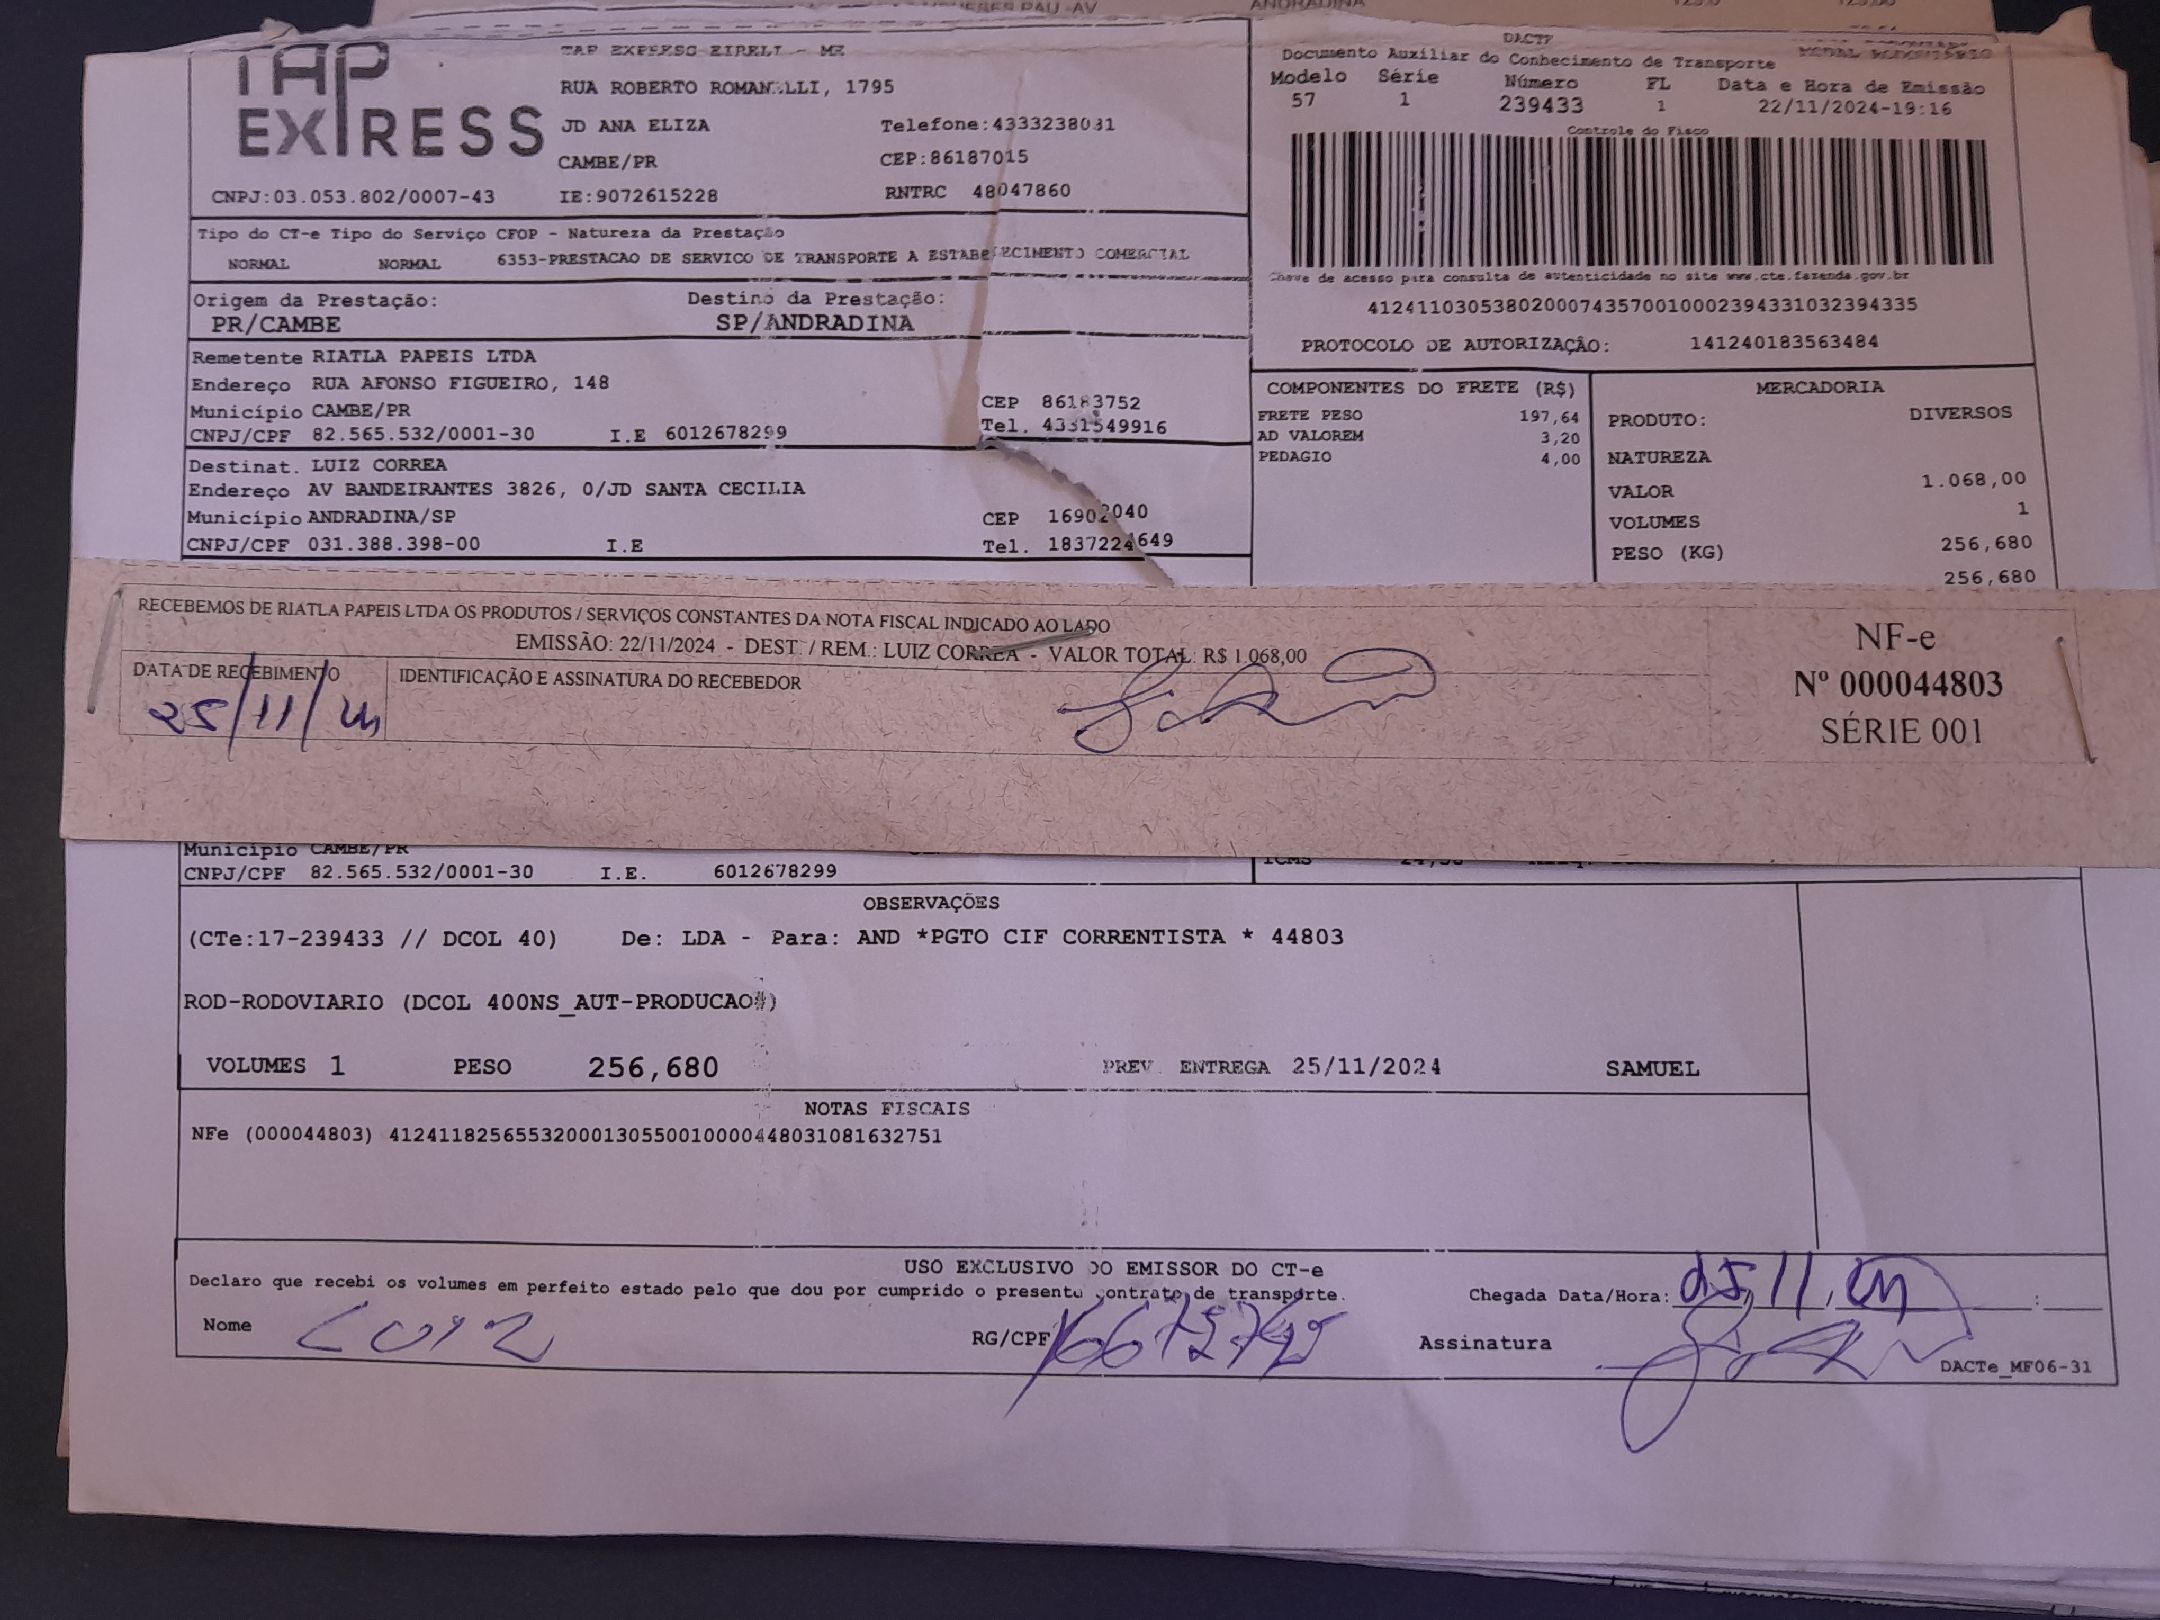 ANDRADINA
TAP EXPRESS
TAP EXPRESS EIRELI - ME
RUA ROBERTO ROMANELLI, 1795
JD ANA ELIZA Telefone:4333238031
CAMBE/PR CEP:86187015
CNPJ:03.053.802/0007-43 IE:9072615228 RNTRC 48047860
DACTE
Documento Auxiliar do Conhecimento de Transporte MODAL RODOVIARIO
Modelo Série Número FL Data e Hora de Emissão
57 1 239433 1 22/11/2024-19:16
Controle do Fisco
Chave de acesso para consulta de autenticidade no site www.cte.fazenda.gov.br
41241103053802000743570010002394331032394335
PROTOCOLO DE AUTORIZAÇÃO: 141240183563484
Tipo do CT-e Tipo do Serviço CFOP - Natureza da Prestação
NORMAL NORMAL 6353-PRESTACAO DE SERVICO DE TRANSPORTE A ESTABELECIMENTO COMERCIAL
Origem da Prestação: Destino da Prestação:
PR/CAMBE SP/ANDRADINA
Remetente RIATLA PAPEIS LTDA
Endereço RUA AFONSO FIGUEIRO, 148
Município CAMBE/PR CEP 86183752
CNPJ/CPF 82.565.532/0001-30 I.E 6012678299 Tel. 4331549916
Destinat. LUIZ CORREA
Endereço AV BANDEIRANTES 3826, 0/JD SANTA CECILIA
Município ANDRADINA/SP CEP 16902040
CNPJ/CPF 031.388.398-00 I.E Tel. 1837224649
COMPONENTES DO FRETE (R$)
FRETE PESO 197,64
AD VALOREM 3,20
PEDAGIO 4,00
MERCADORIA
PRODUTO: DIVERSOS
NATUREZA
VALOR 1.068,00
VOLUMES 1
PESO (KG) 256,680
256,680
RECEBEMOS DE RIATLA PAPEIS LTDA OS PRODUTOS / SERVIÇOS CONSTANTES DA NOTA FISCAL INDICADO AO LADO
EMISSÃO: 22/11/2024 - DEST. / REM.: LUIZ CORREA - VALOR TOTAL: R$ 1.068,00
DATA DE RECEBIMENTO IDENTIFICAÇÃO E ASSINATURA DO RECEBEDOR
25/11/24
NF-e
Nº 000044803
SÉRIE 001
Município CAMBE/PR
CNPJ/CPF 82.565.532/0001-30 I.E. 6012678299
ICMS
OBSERVAÇÕES
(CTe:17-239433 // DCOL 40) De: LDA - Para: AND *PGTO CIF CORRENTISTA * 44803
ROD-RODOVIARIO (DCOL 400NS_AUT-PRODUCAO#)
VOLUMES 1 PESO 256,680 PREV. ENTREGA 25/11/2024 SAMUEL
NOTAS FISCAIS
NFe (000044803) 41241182565532000130550010000448031081632751
USO EXCLUSIVO DO EMISSOR DO CT-e
Declaro que recebi os volumes em perfeito estado pelo que dou por cumprido o presente contrato de transporte.
Chegada Data/Hora: 25, 11, 24 :
Nome LUIZ RG/CPF Assinatura
DACTe_MF06-31